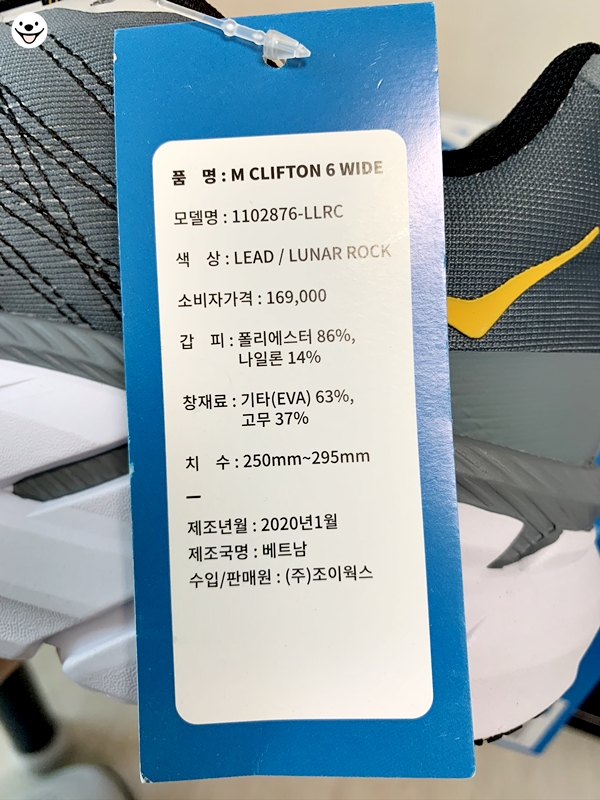 품 명 : M CLIFTON 6 WIDE
모델명 : 1102876-LLRC
색 상 : LEAD / LUNAR ROCK
소비자가격 : 169,000
갑 피 : 폴리에스터 86%,
나일론 14%
창재료 : 기타(EVA) 63%,
고무 37%
치 수 : 250mm~295mm
—
제조년월 : 2020년1월
제조국명 : 베트남
수입/판매원 : (주)조이웍스